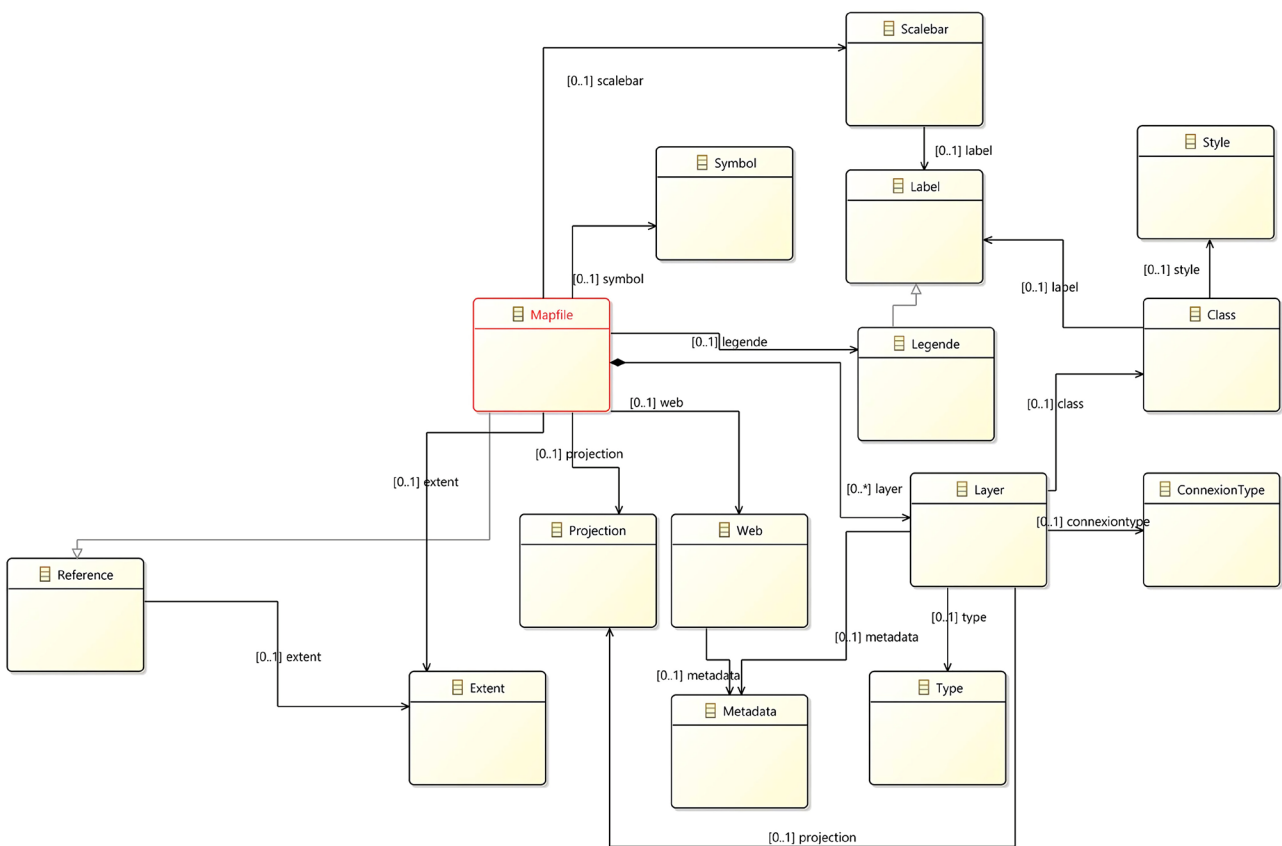 Scalebar
[0..1] scalebar
Style
[0..1] label
Symbol
Label
[0..1] style
[0..1] symbol
[0..1] label
Mapfile
Class
[0..1] legende
Legende
[0..1] web
[0..1] class
[0..1] projection
[0..1] extent
[0..*] layer
Layer
ConnexionType
[0..1] connexiontype
Projection
Web
Reference
[0..1] type
[0..1] metadata
[0..1] extent
[0..1] metadata
Extent
Type
Metadata
[0..1] projection